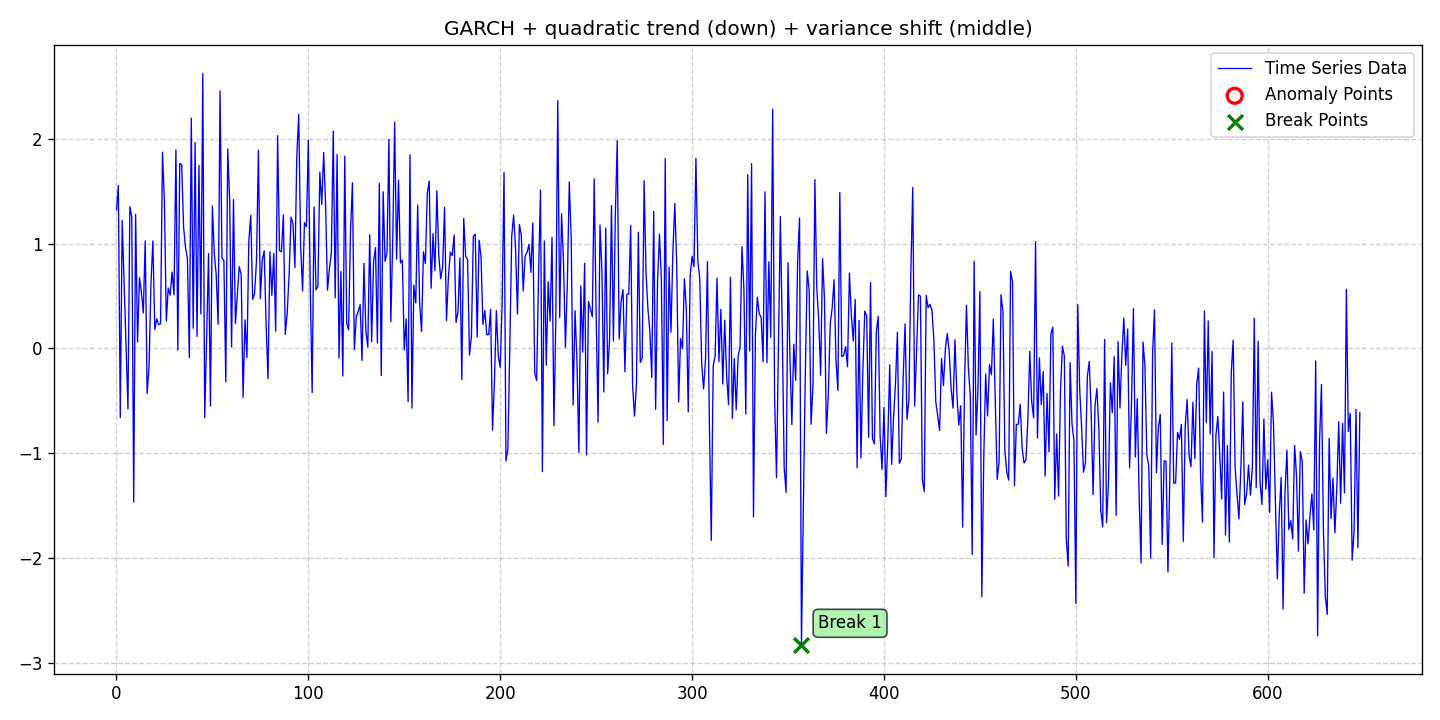 GARCH + quadratic trend (down) + variance shift (middle)
Time Series Data
Anomaly Points
Break Points
2
1
0
−1
−2
−3
Break 1
0 100 200 300 400 500 600